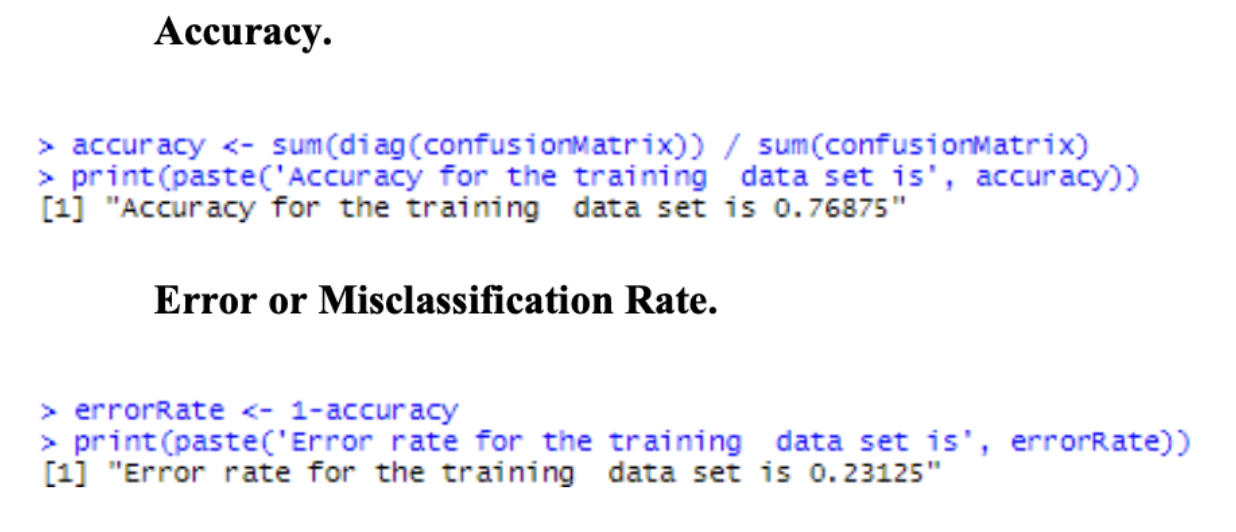 Accuracy.
> accuracy <- sum(diag(confusionMatrix)) / sum(confusionMatrix)
> print(paste('Accuracy for the training  data set is', accuracy))
[1] "Accuracy for the training  data set is 0.76875"
Error or Misclassification Rate.
> errorRate <- 1-accuracy
> print(paste('Error rate for the training  data set is', errorRate))
[1] "Error rate for the training  data set is 0.23125"